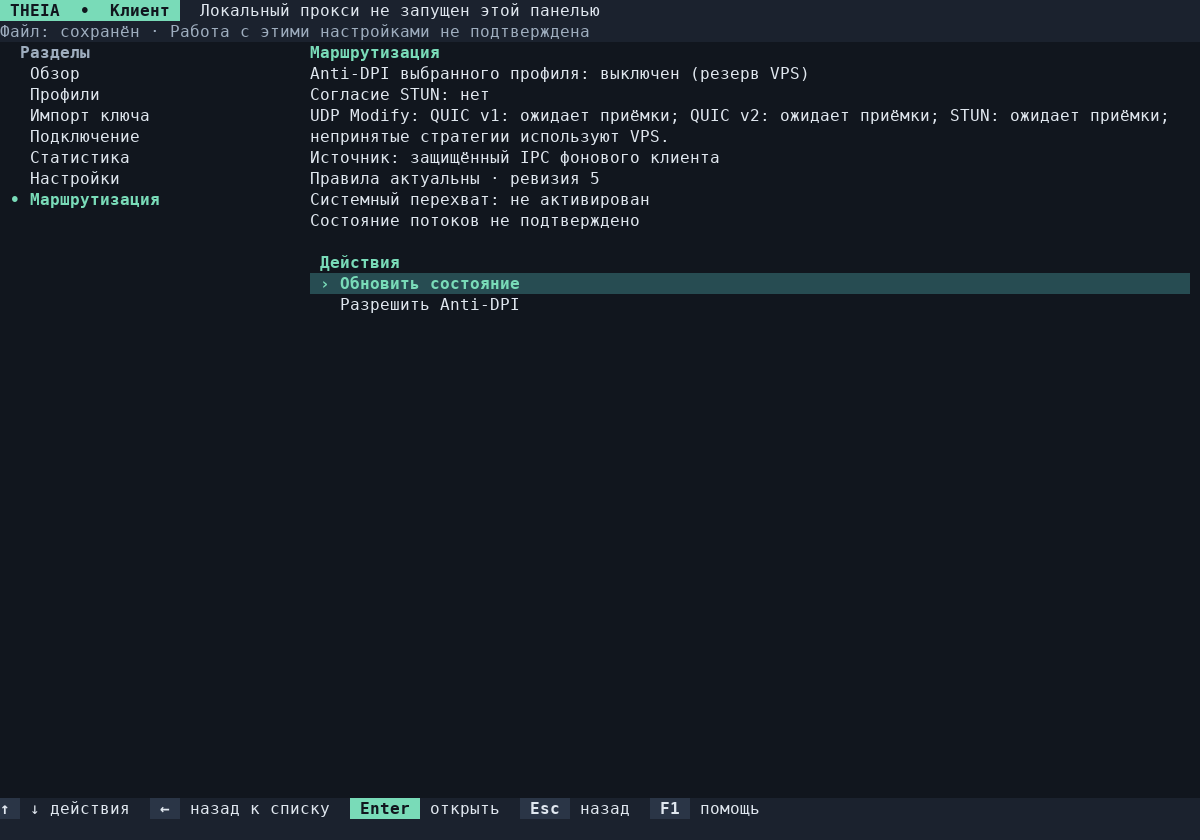 THEIA • Клиент Локальный прокси не запущен этой панелью
Файл: сохранён · Работа с этими настройками не подтверждена
Разделы
Обзор
Профили
Импорт ключа
Подключение
Статистика
Настройки
• Маршрутизация
Маршрутизация
Anti-DPI выбранного профиля: выключен (резерв VPS)
Согласие STUN: нет
UDP Modify: QUIC v1: ожидает приёмки; QUIC v2: ожидает приёмки; STUN: ожидает приёмки;
непринятые стратегии используют VPS.
Источник: защищённый IPC фонового клиента
Правила актуальны · ревизия 5
Системный перехват: не активирован
Состояние потоков не подтверждено
Действия
› Обновить состояние
Разрешить Anti-DPI
↑ ↓ действия ← назад к списку Enter открыть Esc назад F1 помощь